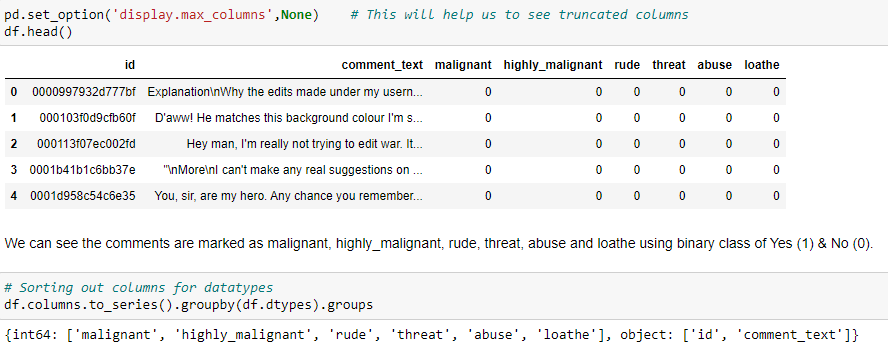 pd.set_option('display.max_columns',None)    # This will help us to see truncated columns
df.head()
id comment_text malignant highly_malignant rude threat abuse loathe
0 0000997932d777bf Explanation\nWhy the edits made under my usern... 0 0 0 0 0 0
1 000103f0d9cfb60f D'aww! He matches this background colour I'm s... 0 0 0 0 0 0
2 000113f07ec002fd Hey man, I'm really not trying to edit war. It... 0 0 0 0 0 0
3 0001b41b1c6bb37e "\nMore\nI can't make any real suggestions on ... 0 0 0 0 0 0
4 0001d958c54c6e35 You, sir, are my hero. Any chance you remember... 0 0 0 0 0 0
We can see the comments are marked as malignant, highly_malignant, rude, threat, abuse and loathe using binary class of Yes (1) & No (0).
# Sorting out columns for datatypes
df.columns.to_series().groupby(df.dtypes).groups
{int64: ['malignant', 'highly_malignant', 'rude', 'threat', 'abuse', 'loathe'], object: ['id', 'comment_text']}